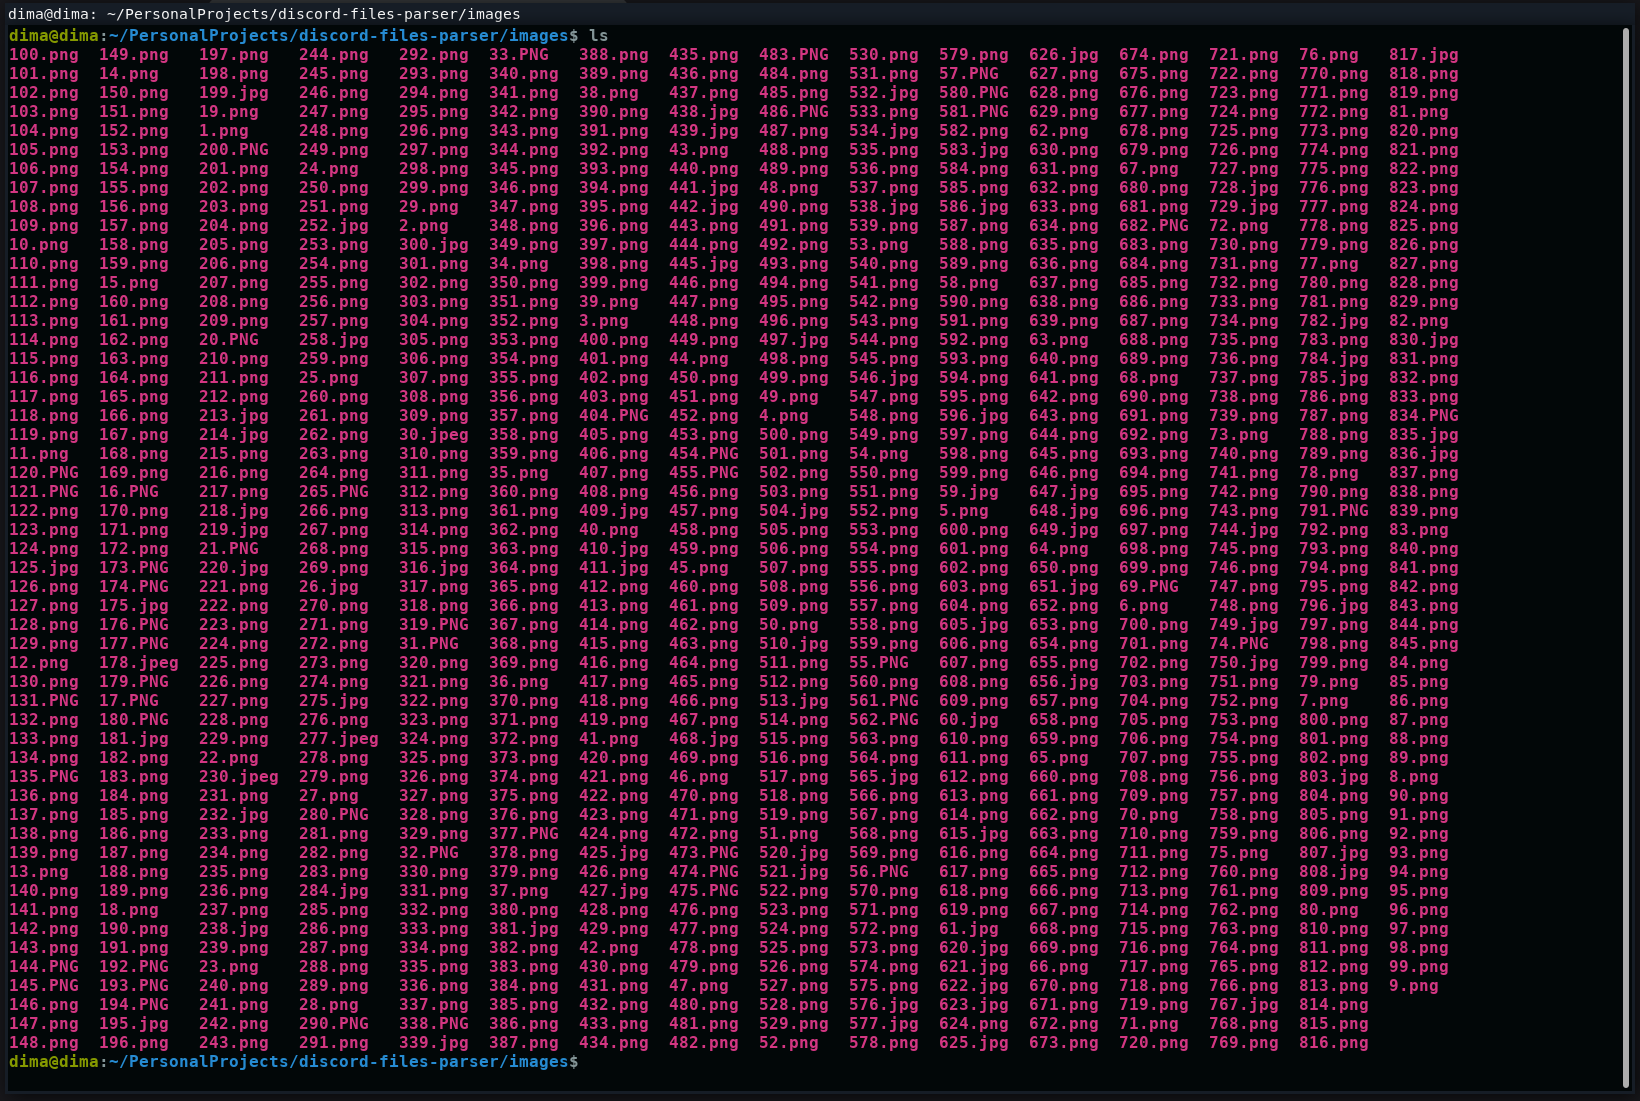 dima@dima: ~/PersonalProjects/discord-files-parser/images
dima@dima:~/PersonalProjects/discord-files-parser/images$ ls
100.png 149.png 197.png 244.png 292.png 33.PNG 388.png 435.png 483.PNG 530.png 579.png 626.jpg 674.png 721.png 76.png 817.jpg
101.png 14.png 198.png 245.png 293.png 340.png 389.png 436.png 484.png 531.png 57.PNG 627.png 675.png 722.png 770.png 818.png
102.png 150.png 199.jpg 246.png 294.png 341.png 38.png 437.png 485.png 532.jpg 580.PNG 628.png 676.png 723.png 771.png 819.png
103.png 151.png 19.png 247.png 295.png 342.png 390.png 438.jpg 486.PNG 533.png 581.PNG 629.png 677.png 724.png 772.png 81.png
104.png 152.png 1.png 248.png 296.png 343.png 391.png 439.jpg 487.png 534.jpg 582.png 62.png 678.png 725.png 773.png 820.png
105.png 153.png 200.PNG 249.png 297.png 344.png 392.png 43.png 488.png 535.png 583.jpg 630.png 679.png 726.png 774.png 821.png
106.png 154.png 201.png 24.png 298.png 345.png 393.png 440.png 489.png 536.png 584.png 631.png 67.png 727.png 775.png 822.png
107.png 155.png 202.png 250.png 299.png 346.png 394.png 441.jpg 48.png 537.png 585.png 632.png 680.png 728.jpg 776.png 823.png
108.png 156.png 203.png 251.png 29.png 347.png 395.png 442.jpg 490.png 538.jpg 586.jpg 633.png 681.png 729.jpg 777.png 824.png
109.png 157.png 204.png 252.jpg 2.png 348.png 396.png 443.png 491.png 539.png 587.png 634.png 682.PNG 72.png 778.png 825.png
10.png 158.png 205.png 253.png 300.jpg 349.png 397.png 444.png 492.png 53.png 588.png 635.png 683.png 730.png 779.png 826.png
110.png 159.png 206.png 254.png 301.png 34.png 398.png 445.jpg 493.png 540.png 589.png 636.png 684.png 731.png 77.png 827.png
111.png 15.png 207.png 255.png 302.png 350.png 399.png 446.png 494.png 541.png 58.png 637.png 685.png 732.png 780.png 828.png
112.png 160.png 208.png 256.png 303.png 351.png 39.png 447.png 495.png 542.png 590.png 638.png 686.png 733.png 781.png 829.png
113.png 161.png 209.png 257.png 304.png 352.png 3.png 448.png 496.png 543.png 591.png 639.png 687.png 734.png 782.jpg 82.png
114.png 162.png 20.PNG 258.jpg 305.png 353.png 400.png 449.png 497.jpg 544.png 592.png 63.png 688.png 735.png 783.png 830.jpg
115.png 163.png 210.png 259.png 306.png 354.png 401.png 44.png 498.png 545.png 593.png 640.png 689.png 736.png 784.jpg 831.png
116.png 164.png 211.png 25.png 307.png 355.png 402.png 450.png 499.png 546.jpg 594.png 641.png 68.png 737.png 785.jpg 832.png
117.png 165.png 212.png 260.png 308.png 356.png 403.png 451.png 49.png 547.png 595.png 642.png 690.png 738.png 786.png 833.png
118.png 166.png 213.jpg 261.png 309.png 357.png 404.PNG 452.png 4.png 548.png 596.jpg 643.png 691.png 739.png 787.png 834.PNG
119.png 167.png 214.jpg 262.png 30.jpeg 358.png 405.png 453.png 500.png 549.png 597.png 644.png 692.png 73.png 788.png 835.jpg
11.png 168.png 215.png 263.png 310.png 359.png 406.png 454.PNG 501.png 54.png 598.png 645.png 693.png 740.png 789.png 836.jpg
120.PNG 169.png 216.png 264.png 311.png 35.png 407.png 455.PNG 502.png 550.png 599.png 646.png 694.png 741.png 78.png 837.png
121.PNG 16.PNG 217.png 265.PNG 312.png 360.png 408.png 456.png 503.png 551.png 59.jpg 647.jpg 695.png 742.png 790.png 838.png
122.png 170.png 218.jpg 266.png 313.png 361.png 409.jpg 457.png 504.jpg 552.png 5.png 648.jpg 696.png 743.png 791.PNG 839.png
123.png 171.png 219.jpg 267.png 314.png 362.png 40.png 458.png 505.png 553.png 600.png 649.jpg 697.png 744.jpg 792.png 83.png
124.png 172.png 21.PNG 268.png 315.png 363.png 410.jpg 459.png 506.png 554.png 601.png 64.png 698.png 745.png 793.png 840.png
125.jpg 173.PNG 220.jpg 269.png 316.jpg 364.png 411.jpg 45.png 507.png 555.png 602.png 650.png 699.png 746.png 794.png 841.png
126.png 174.PNG 221.png 26.jpg 317.png 365.png 412.png 460.png 508.png 556.png 603.png 651.jpg 69.PNG 747.png 795.png 842.png
127.png 175.jpg 222.png 270.png 318.png 366.png 413.png 461.png 509.png 557.png 604.png 652.png 6.png 748.png 796.jpg 843.png
128.png 176.PNG 223.png 271.png 319.PNG 367.png 414.png 462.png 50.png 558.png 605.jpg 653.png 700.png 749.jpg 797.png 844.png
129.png 177.PNG 224.png 272.png 31.PNG 368.png 415.png 463.png 510.jpg 559.png 606.png 654.png 701.png 74.PNG 798.png 845.png
12.png 178.jpeg 225.png 273.png 320.png 369.png 416.png 464.png 511.png 55.PNG 607.png 655.png 702.png 750.jpg 799.png 84.png
130.png 179.PNG 226.png 274.png 321.png 36.png 417.png 465.png 512.png 560.png 608.png 656.jpg 703.png 751.png 79.png 85.png
131.PNG 17.PNG 227.png 275.jpg 322.png 370.png 418.png 466.png 513.jpg 561.PNG 609.png 657.png 704.png 752.png 7.png 86.png
132.png 180.PNG 228.png 276.png 323.png 371.png 419.png 467.png 514.png 562.PNG 60.jpg 658.png 705.png 753.png 800.png 87.png
133.png 181.jpg 229.png 277.jpeg 324.png 372.png 41.png 468.jpg 515.png 563.png 610.png 659.png 706.png 754.png 801.png 88.png
134.png 182.png 22.png 278.png 325.png 373.png 420.png 469.png 516.png 564.png 611.png 65.png 707.png 755.png 802.png 89.png
135.PNG 183.png 230.jpeg 279.png 326.png 374.png 421.png 46.png 517.png 565.jpg 612.png 660.png 708.png 756.png 803.jpg 8.png
136.png 184.png 231.png 27.png 327.png 375.png 422.png 470.png 518.png 566.png 613.png 661.png 709.png 757.png 804.png 90.png
137.png 185.png 232.jpg 280.PNG 328.png 376.png 423.png 471.png 519.png 567.png 614.png 662.png 70.png 758.png 805.png 91.png
138.png 186.png 233.png 281.png 329.png 377.PNG 424.png 472.png 51.png 568.png 615.jpg 663.png 710.png 759.png 806.png 92.png
139.png 187.png 234.png 282.png 32.PNG 378.png 425.jpg 473.PNG 520.jpg 569.png 616.png 664.png 711.png 75.png 807.jpg 93.png
13.png 188.png 235.png 283.png 330.png 379.png 426.png 474.PNG 521.jpg 56.PNG 617.png 665.png 712.png 760.png 808.jpg 94.png
140.png 189.png 236.png 284.jpg 331.png 37.png 427.jpg 475.PNG 522.png 570.png 618.png 666.png 713.png 761.png 809.png 95.png
141.png 18.png 237.png 285.png 332.png 380.png 428.png 476.png 523.png 571.png 619.png 667.png 714.png 762.png 80.png 96.png
142.png 190.png 238.jpg 286.png 333.png 381.jpg 429.png 477.png 524.png 572.png 61.jpg 668.png 715.png 763.png 810.png 97.png
143.png 191.png 239.png 287.png 334.png 382.png 42.png 478.png 525.png 573.png 620.jpg 669.png 716.png 764.png 811.png 98.png
144.PNG 192.PNG 23.png 288.png 335.png 383.png 430.png 479.png 526.png 574.png 621.jpg 66.png 717.png 765.png 812.png 99.png
145.PNG 193.PNG 240.png 289.png 336.png 384.png 431.png 47.png 527.png 575.png 622.jpg 670.png 718.png 766.png 813.png 9.png
146.png 194.PNG 241.png 28.png 337.png 385.png 432.png 480.png 528.png 576.jpg 623.jpg 671.png 719.png 767.jpg 814.png
147.png 195.jpg 242.png 290.PNG 338.PNG 386.png 433.png 481.png 529.png 577.jpg 624.png 672.png 71.png 768.png 815.png
148.png 196.png 243.png 291.png 339.jpg 387.png 434.png 482.png 52.png 578.png 625.jpg 673.png 720.png 769.png 816.png
dima@dima:~/PersonalProjects/discord-files-parser/images$